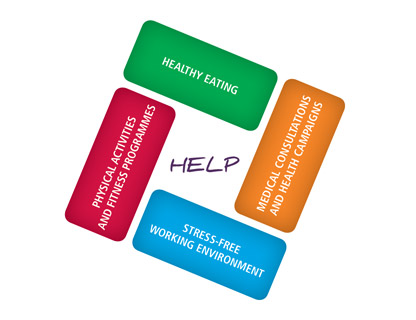 HEALTHY EATING
MEDICAL CONSULTATIONS
AND HEALTH CAMPAIGNS
PHYSICAL ACTIVITIES
AND FITNESS PROGRAMMES
HELP
STRESS-FREE
WORKING ENVIRONMENT